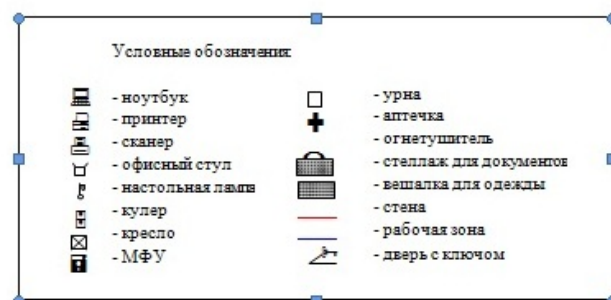 Условные обозначения:
- ноутбук
- принтер
- сканер
- офисный стул
- настольная лампа
- кулер
- кресло
- МФУ
- урна
- аптечка
- огнетушитель
- стеллаж для документов
- вешалка для одежды
- стена
- рабочая зона
- дверь с ключом